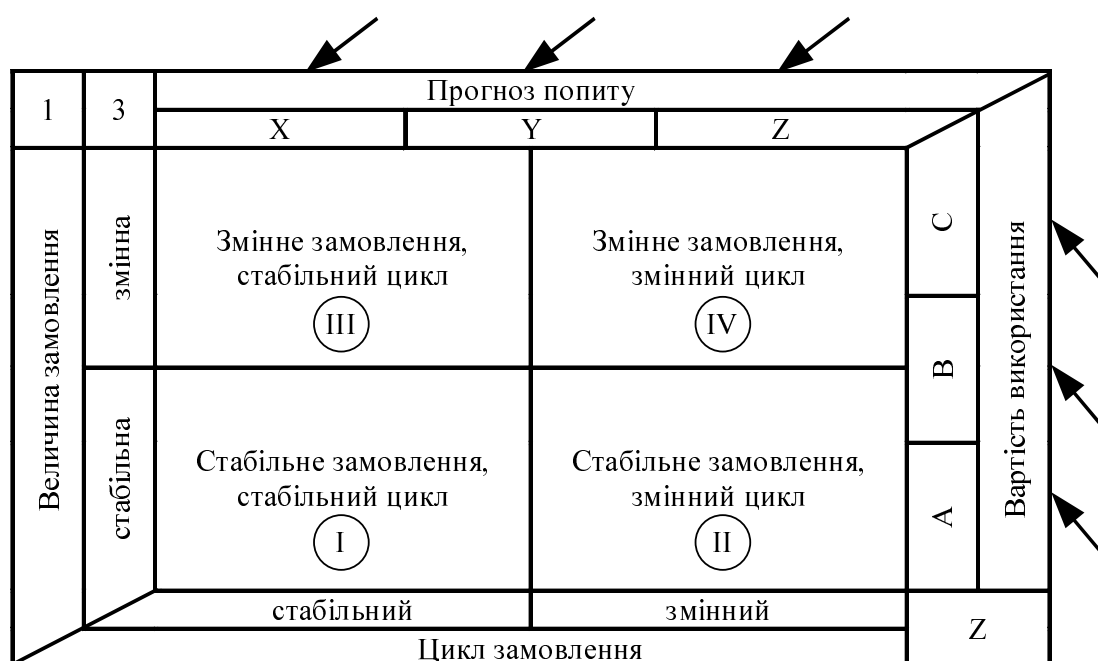 1
3
Прогноз попиту
X
Y
Z
Величина замовлення
змінна
Змінне замовлення,
стабільний цикл
III
Змінне замовлення,
змінний цикл
IV
C
B
A
Вартість використання
стабільна
Стабільне замовлення,
стабільний цикл
I
Стабільне замовлення,
змінний цикл
II
стабільний
змінний
Z
Цикл замовлення